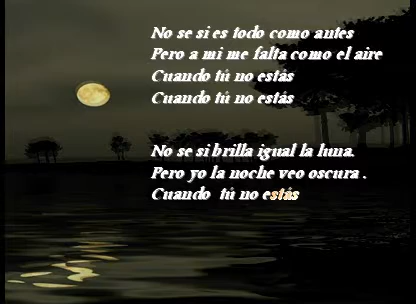 No se si es todo como antes
Pero a mi me falta como el aire
Cuando tú no estás
Cuando tú no estás
No se si brilla igual la luna.
Pero yo la noche veo oscura .
Cuando tú no estás